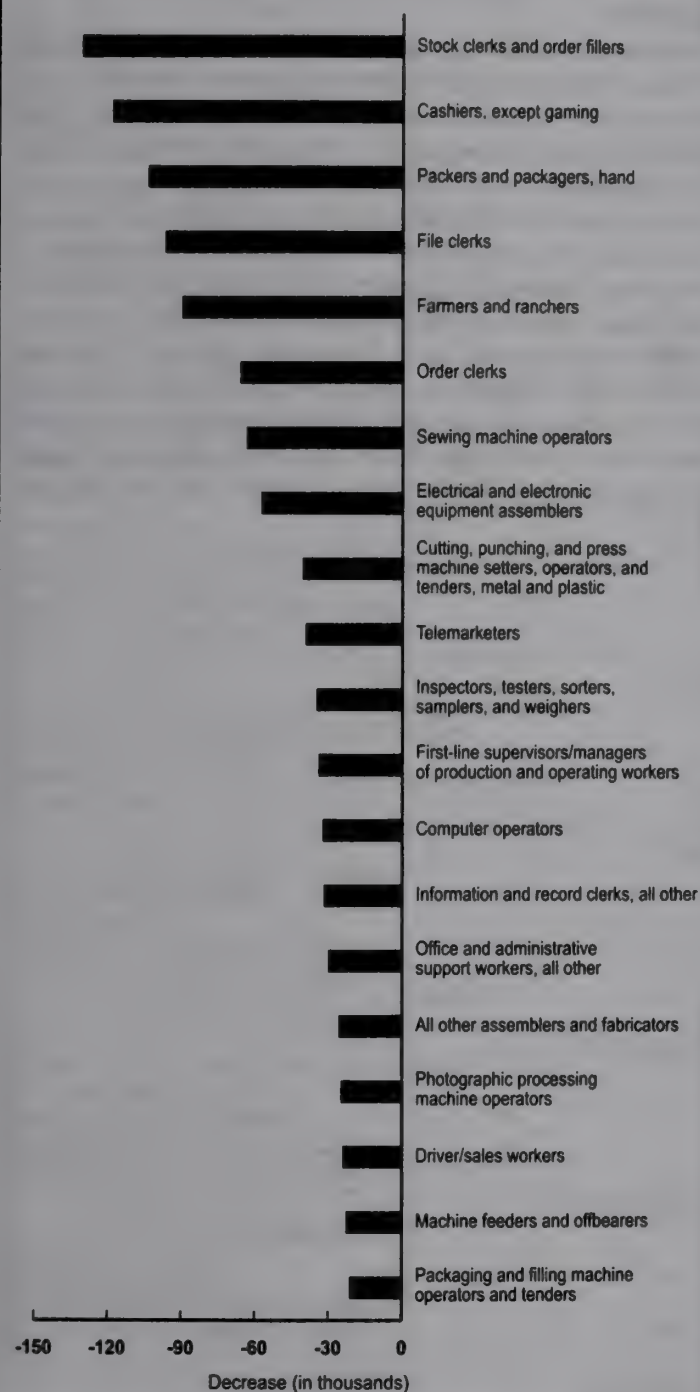 Stock clerks and order fillers
Cashiers, except gaming
Packers and packagers, hand
File clerks
Farmers and ranchers
Order clerks
Sewing machine operators
Electrical and electronic
equipment assemblers
Cutting, punching, and press
machine setters, operators, and
tenders, metal and plastic
Telemarketers
Inspectors, testers, sorters,
samplers, and weighers
First-line supervisors/managers
of production and operating workers
Computer operators
Information and record clerks, all other
Office and administrative
support workers, all other
All other assemblers and fabricators
Photographic processing
machine operators
Driver/sales workers
Machine feeders and offbearers
Packaging and filling machine
operators and tenders
-150 -120 -90 -60 -30 0
Decrease (in thousands)